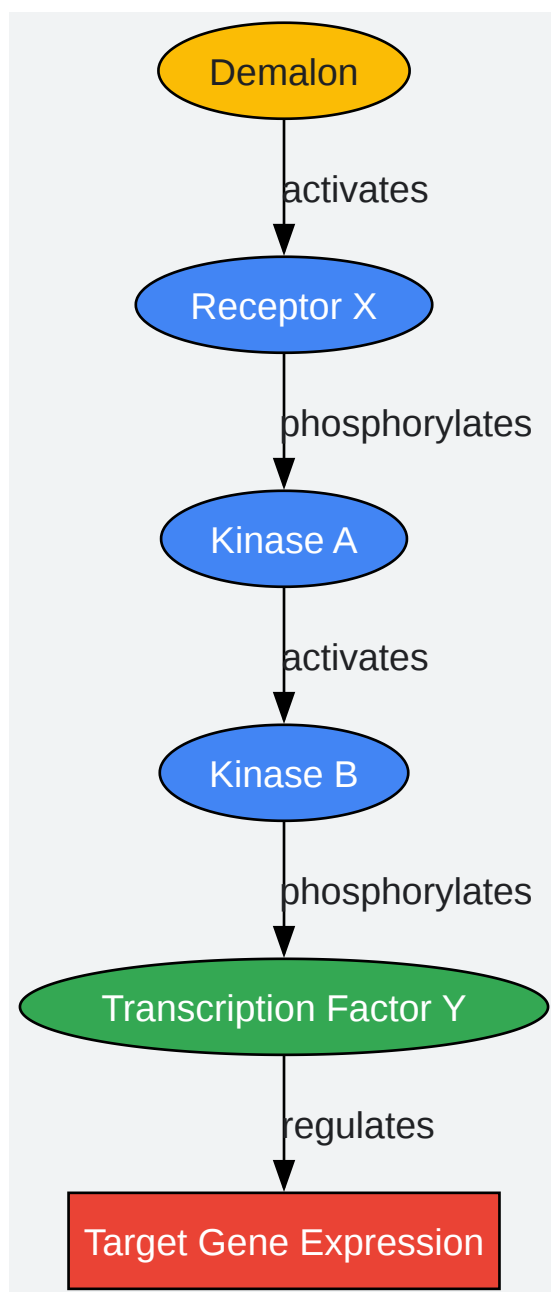 Demalon
activates
Receptor X
phosphorylates
Kinase A
activates
Kinase B
phosphorylates
Transcription Factor Y
regulates
Target Gene Expression